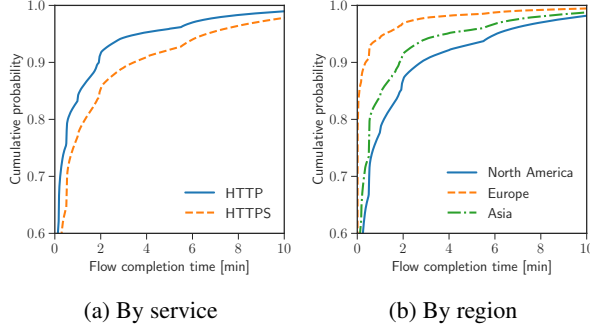 1.0
0.9
0.8
0.7
0.6
Cumulative probability
HTTP
HTTPS
0 2 4 6 8 10
Flow completion time [min]
(a) By service
1.0
0.9
0.8
0.7
0.6
Cumulative probability
North America
Europe
Asia
0 2 4 6 8 10
Flow completion time [min]
(b) By region